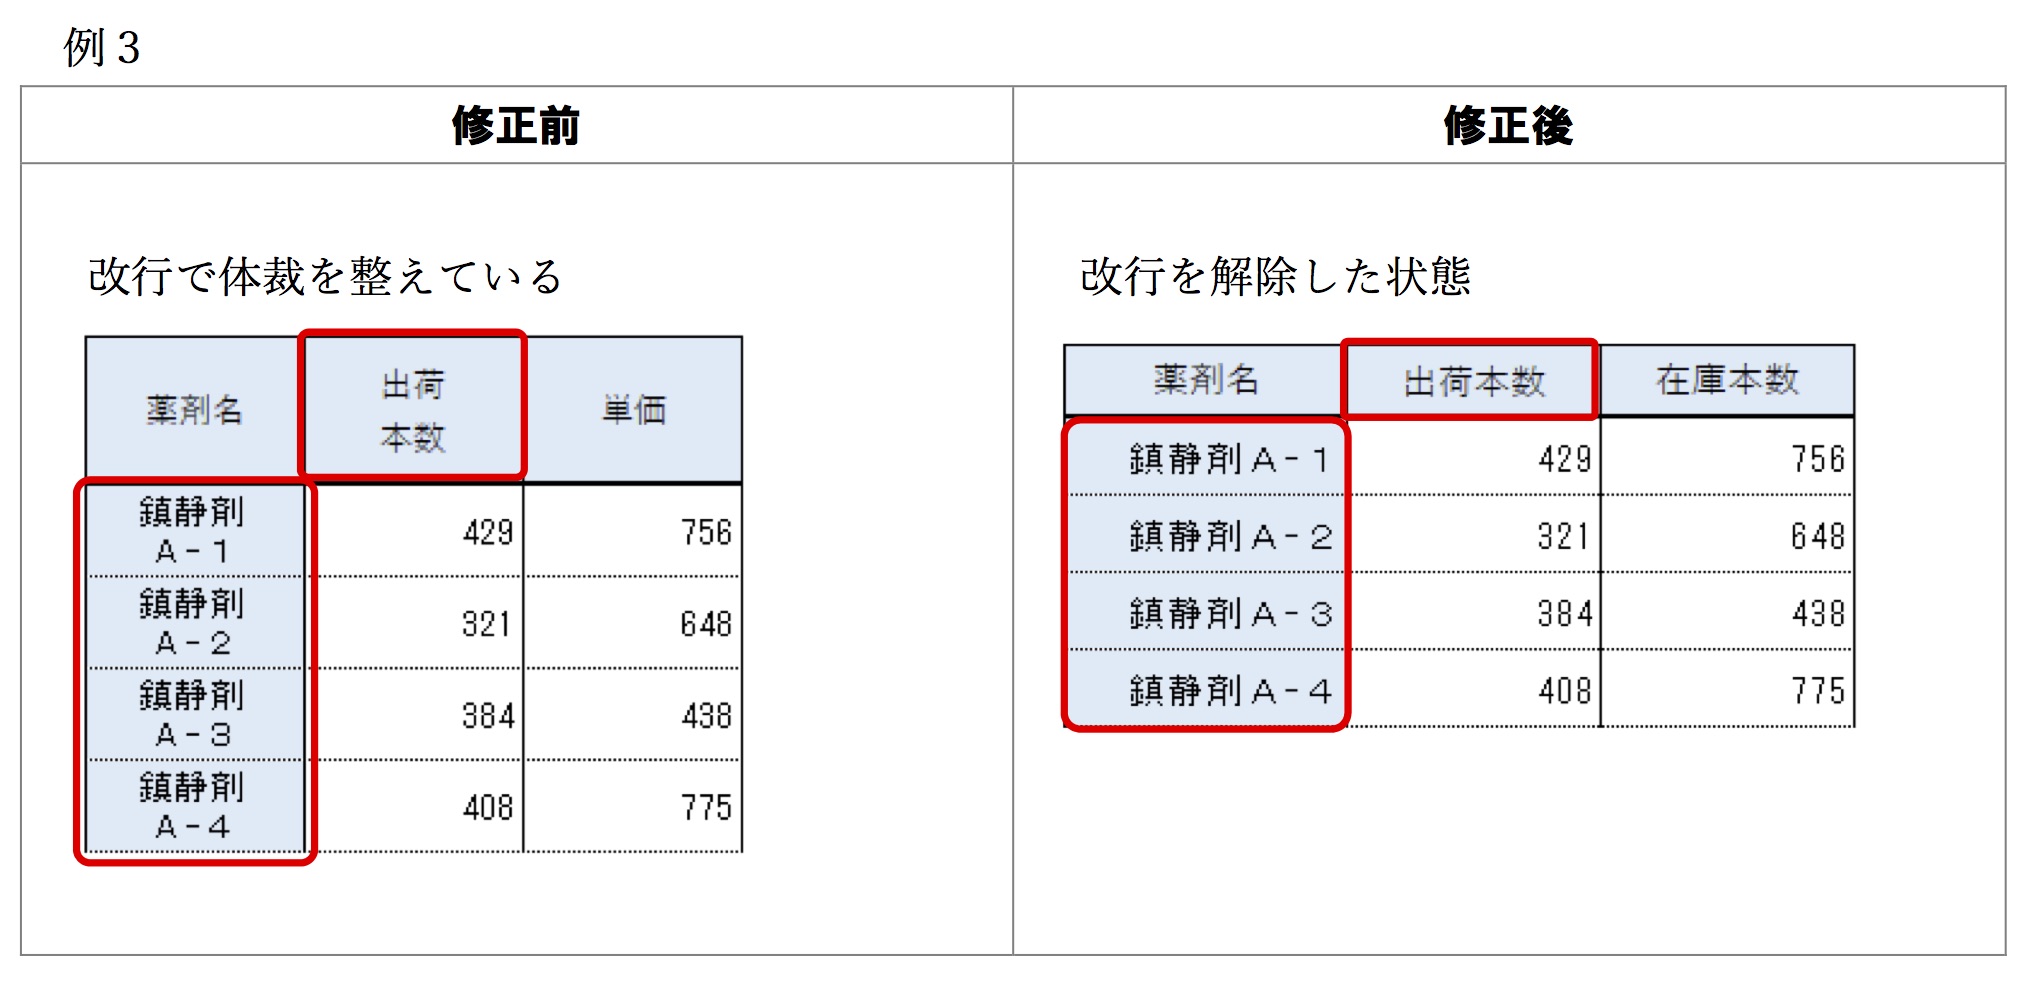 例３
修正前 修正後
改行で体裁を整えている
薬剤名 出荷 本数 単価
鎮静剤 Ａ－１ 429 756
鎮静剤 Ａ－２ 321 648
鎮静剤 Ａ－３ 384 438
鎮静剤 Ａ－４ 408 775
改行を解除した状態
薬剤名 出荷本数 在庫本数
鎮静剤Ａ－１ 429 756
鎮静剤Ａ－２ 321 648
鎮静剤Ａ－３ 384 438
鎮静剤Ａ－４ 408 775